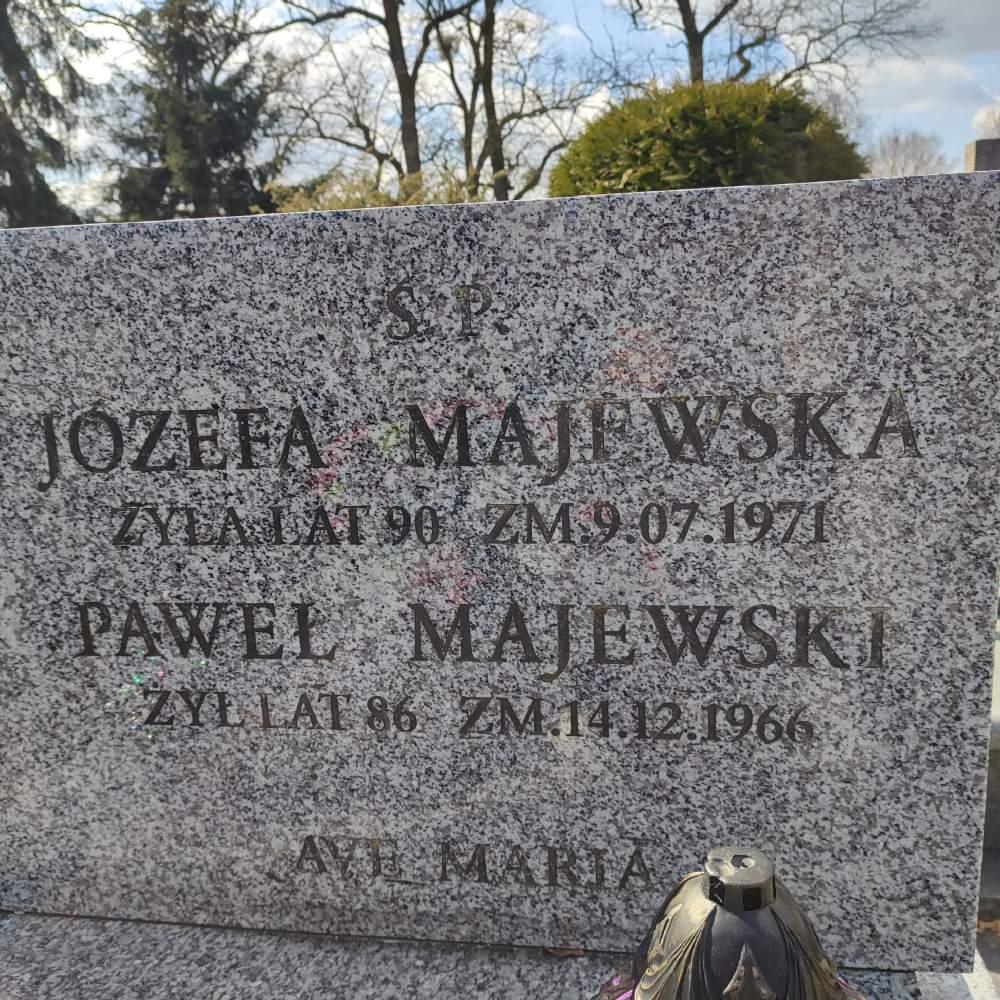 Ś. P.
JÓZEFA MAJEWSKA
ŻYŁA LAT 90 ZM.9.07.1971
PAWEŁ MAJEWSKI
ŻYŁ LAT 86 ZM.14.12.1966
AVE MARIA